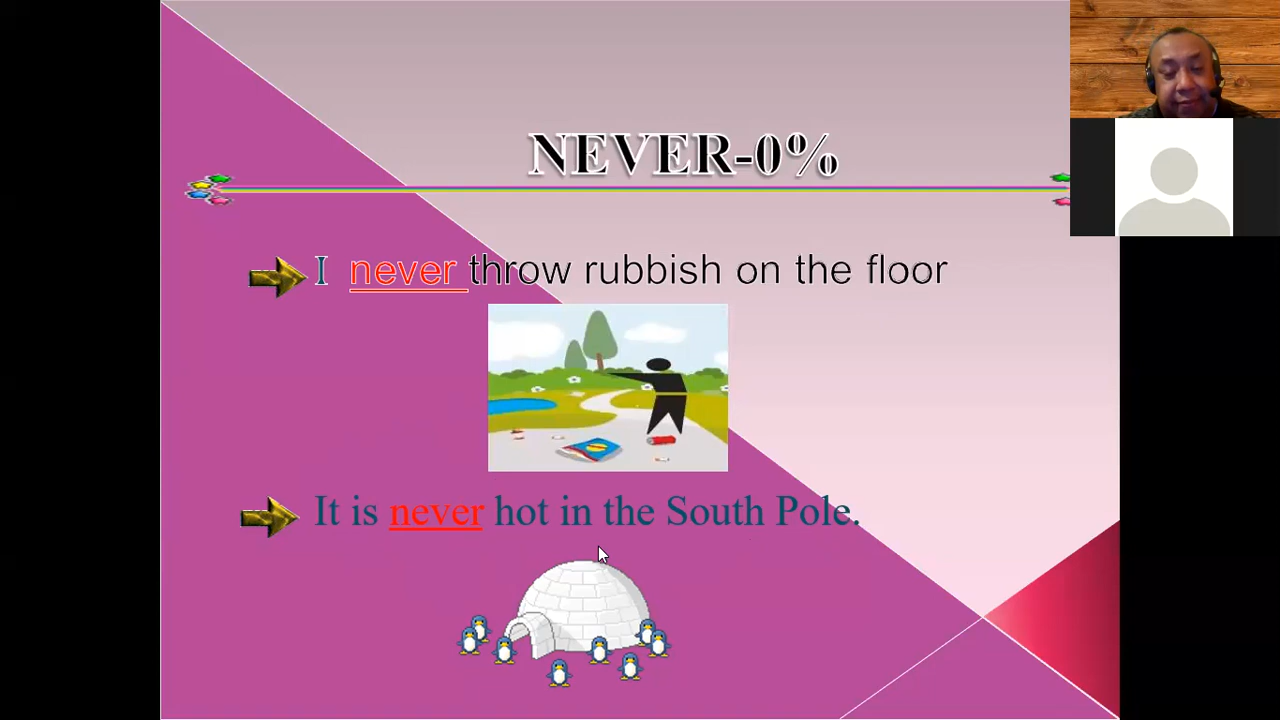 NEVER-0%
I never throw rubbish on the floor
It is never hot in the South Pole.